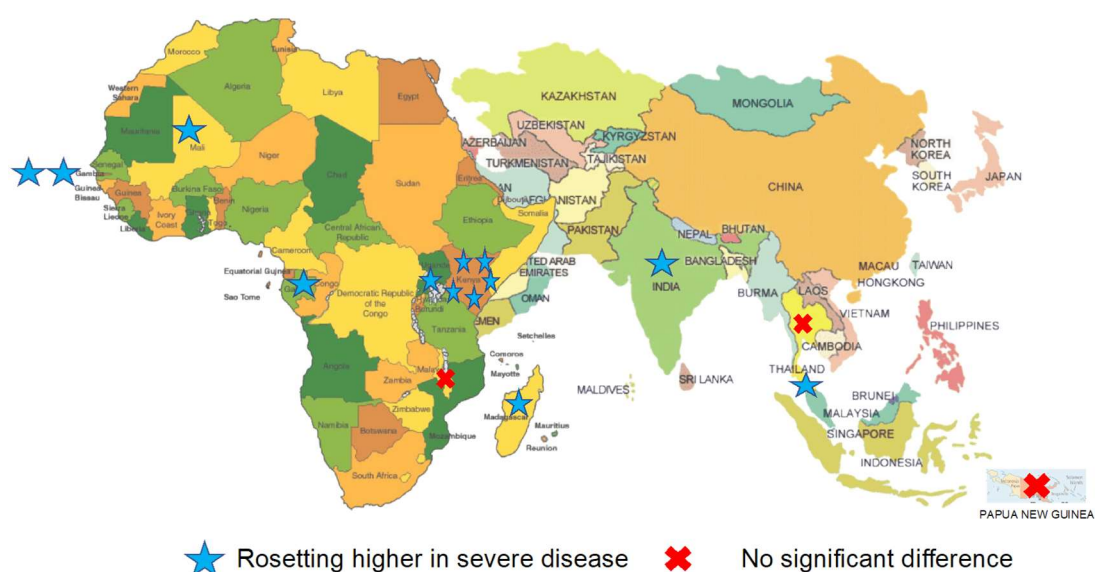 Morocco
Tunisia
Algeria
Libya
Egypt
Western
Sahara
Mauritania
Mali
Niger
Chad
Sudan
Eritrea
Senegal
Gambia
Guinea
Bissau
Guinea
Sierra
Leone
Liberia
Ivory
Coast
Burkina Faso
Ghana
Togo
Benin
Nigeria
Cameroon
Central African
Republic
Ethiopia
Djibouti
Somalia
Equatorial Guinea
Sao Tome
Congo
Democratic Republic
of the
Congo
Uganda
Kenya
Burundi
Tanzania
Seychelles
Comoros
Mayotte
Angola
Zambia
Malawi
Zimbabwe
Mozambique
Madagascar
Mauritius
Reunion
Namibia
Botswana
South Africa
KAZAKHSTAN
MONGOLIA
UZBEKISTAN
KYRGYZSTAN
AZERBAIJAN
TURKMENISTAN
TAJIKISTAN
AN
AFG
ANISTAN
PAKISTAN
CHINA
NORTH
KOREA
SOUTH
KOREA
JAPAN
NEPAL
BHUTAN
BANGLADESH
INDIA
TED ARAB
EMIRATES
OMAN
EMEN
BURMA
LAOS
MACAU
HONGKONG
TAIWAN
VIETNAM
CAMBODIA
THAILAND
PHILIPPINES
MALDIVES
SRI LANKA
BRUNEI
MALAYSIA
SINGAPORE
INDONESIA
PAPUA NEW GUINEA
Rosetting higher in severe disease
No significant difference